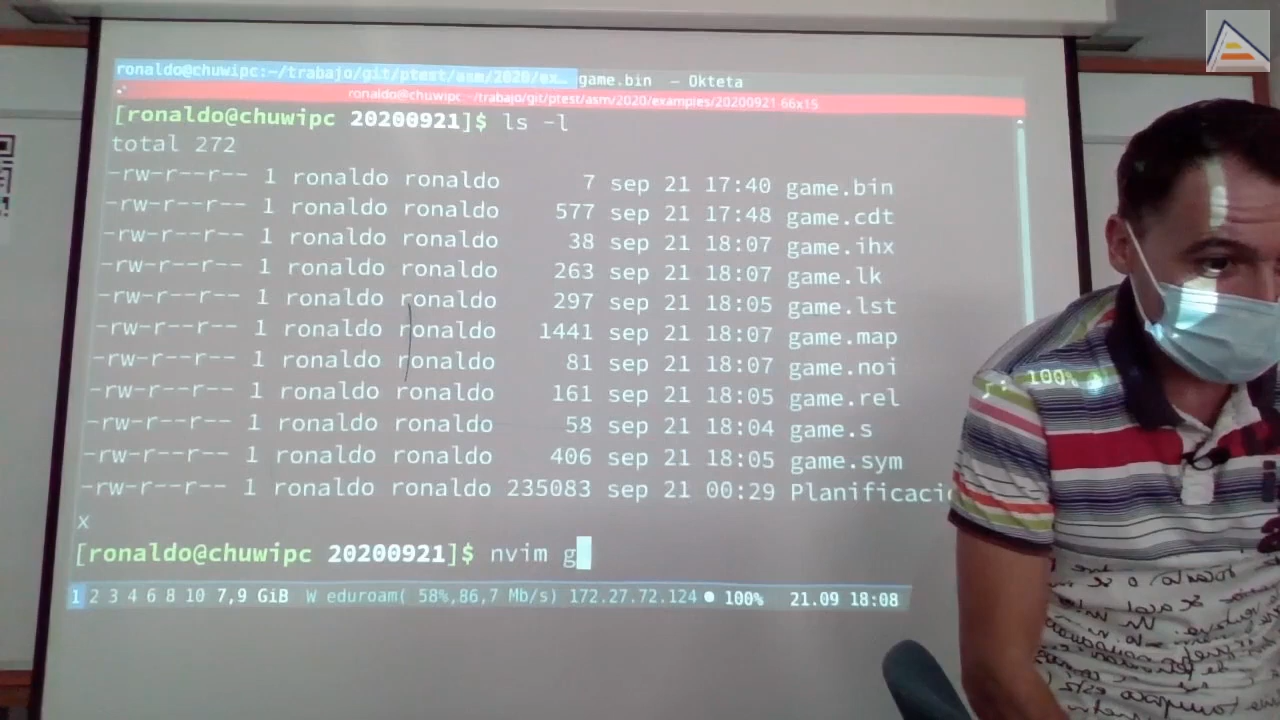 ronaldo@chuwipc:~/trabajo/git/ptest/asm/2020/ex… game.bin — Okteta
ronaldo@chuwipc:~/trabajo/git/ptest/asm/2020/examples/20200921 66x15
[ronaldo@chuwipc 20200921]$ ls -l
total 272
-rw-r--r-- 1 ronaldo ronaldo 7 sep 21 17:40 game.bin
-rw-r--r-- 1 ronaldo ronaldo 577 sep 21 17:48 game.cdt
-rw-r--r-- 1 ronaldo ronaldo 38 sep 21 18:07 game.ihx
-rw-r--r-- 1 ronaldo ronaldo 263 sep 21 18:07 game.lk
-rw-r--r-- 1 ronaldo ronaldo 297 sep 21 18:05 game.lst
-rw-r--r-- 1 ronaldo ronaldo 1441 sep 21 18:07 game.map
-rw-r--r-- 1 ronaldo ronaldo 81 sep 21 18:07 game.noi
-rw-r--r-- 1 ronaldo ronaldo 161 sep 21 18:05 game.rel
-rw-r--r-- 1 ronaldo ronaldo 58 sep 21 18:04 game.s
-rw-r--r-- 1 ronaldo ronaldo 406 sep 21 18:05 game.sym
-rw-r--r-- 1 ronaldo ronaldo 235083 sep 21 00:29 Planificació
x
[ronaldo@chuwipc 20200921]$ nvim g
1 2 3 4 6 8 10 7,9 GiB W eduroam( 58%,86,7 Mb/s) 172.27.72.124 ● 100% 21.09 18:08
100%